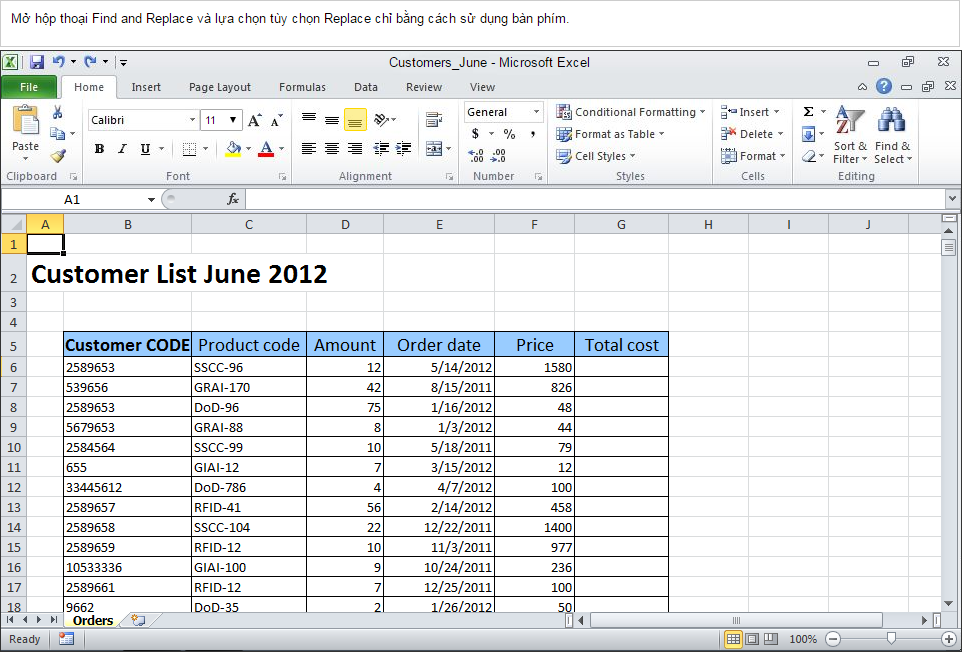 Mở hộp thoại Find and Replace và lựa chọn tùy chọn Replace chỉ bằng cách sử dụng bàn phím.
Customers_June - Microsoft Excel
File Home Insert Page Layout Formulas Data Review View
Calibri 11 General Conditional Formatting Insert Σ
$ % , Format as Table Delete
Paste B I U A Cell Styles Format Sort & Filter Find & Select
Clipboard Font Alignment Number Styles Cells Editing
A1 fx
A B C D E F G H I J
1
2 Customer List June 2012
3
4
5 Customer CODE Product code Amount Order date Price Total cost
6 2589653 SSCC-96 12 5/14/2012 1580
7 539656 GRAI-170 42 8/15/2011 826
8 2589653 DoD-96 75 1/16/2012 48
9 5679653 GRAI-88 8 1/3/2012 44
10 2584564 SSCC-99 10 5/18/2011 79
11 655 GIAI-12 7 3/15/2012 12
12 33445612 DoD-786 4 4/7/2012 100
13 2589657 RFID-41 56 2/14/2012 458
14 2589658 SSCC-104 22 12/22/2011 1400
15 2589659 RFID-12 10 11/3/2011 977
16 10533336 GIAI-100 9 10/24/2011 236
17 2589661 RFID-12 7 12/25/2011 100
18 9662 DoD-35 2 1/26/2012 50
Orders
Ready 100%